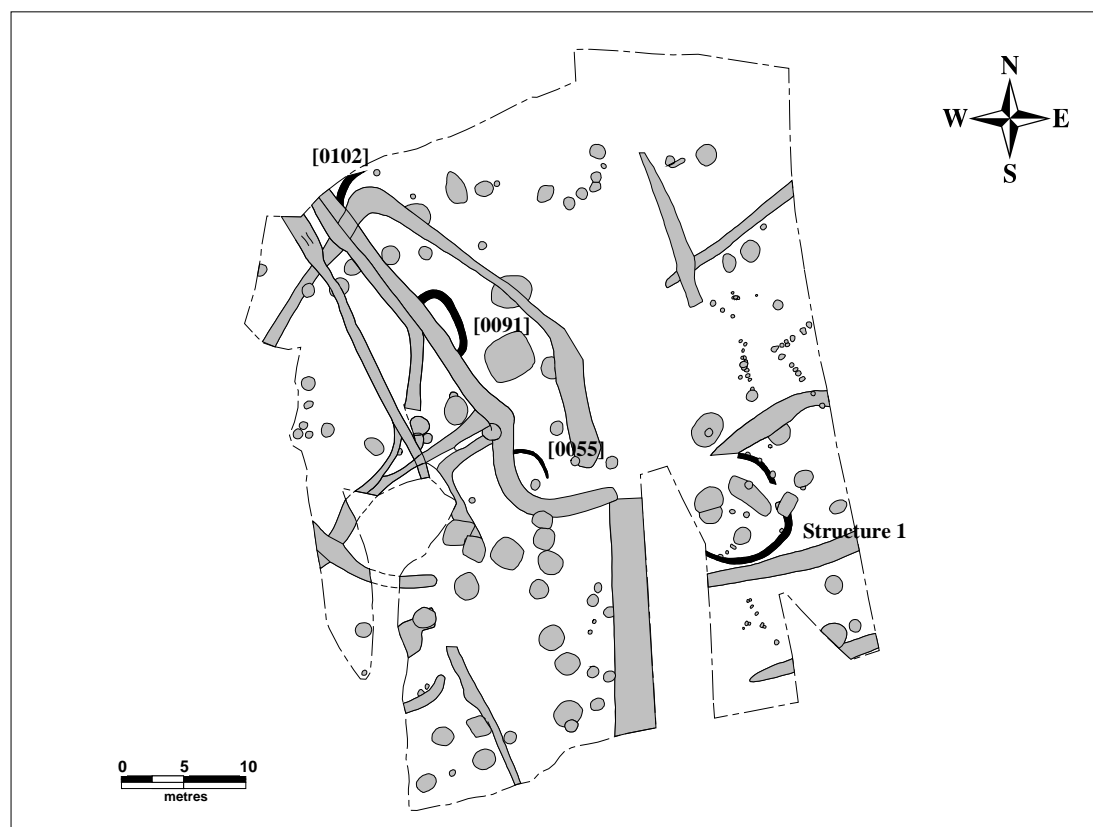 N
W E
S
[0102]
[0091]
[0055]
Structure 1
0 5 10
metres